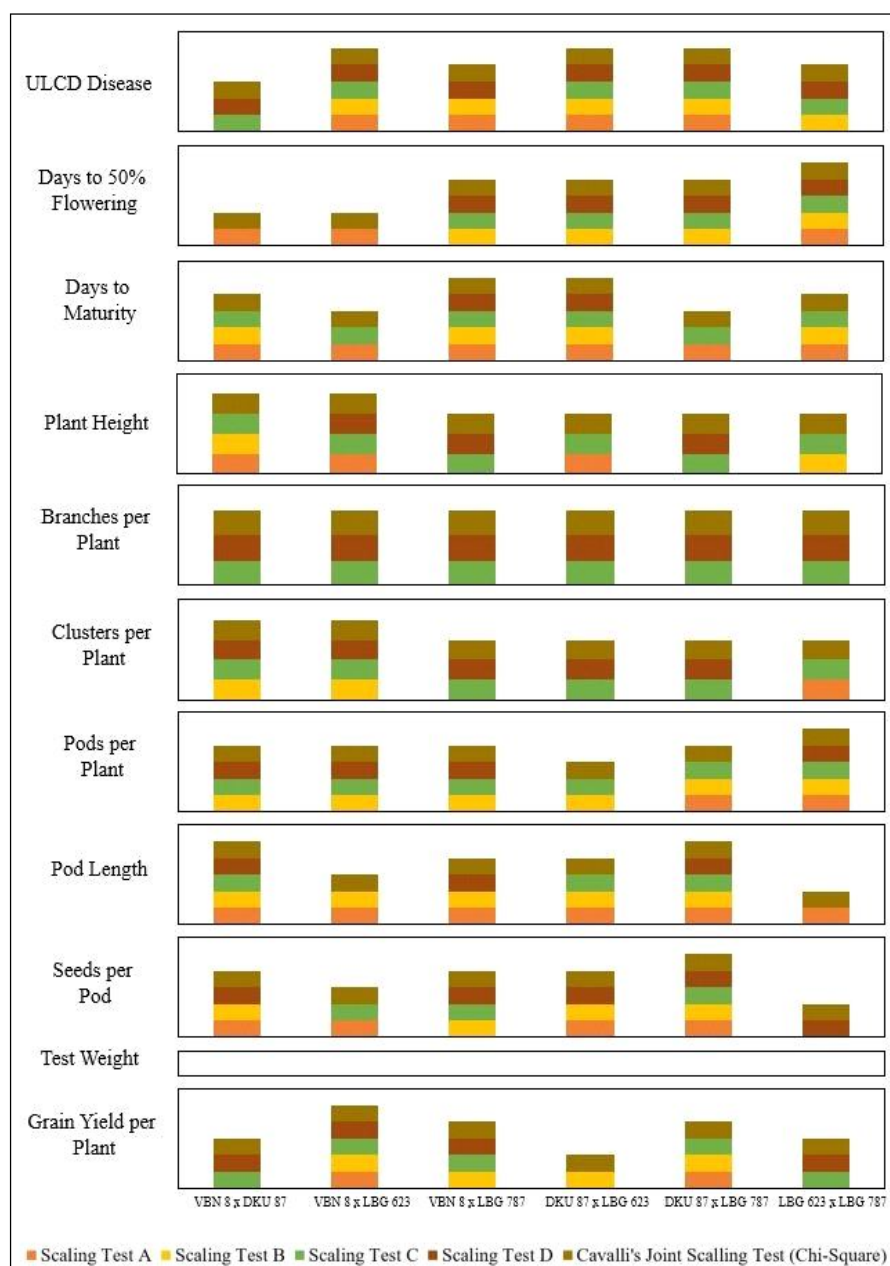 ULCD Disease
Days to 50%
Flowering
Days to
Maturity
Plant Height
Branches per
Plant
Clusters per
Plant
Pods per
Plant
Pod Length
Seeds per
Pod
Test Weight
Grain Yield per
Plant
VBN 8 x DKU 87 VBN 8 x LBG 623 VBN 8 x LBG 787 DKU 87 x LBG 623 DKU 87 x LBG 787 LBG 623 x LBG 787
Scaling Test A Scaling Test B Scaling Test C Scaling Test D Cavalli's Joint Scalling Test (Chi-Square)